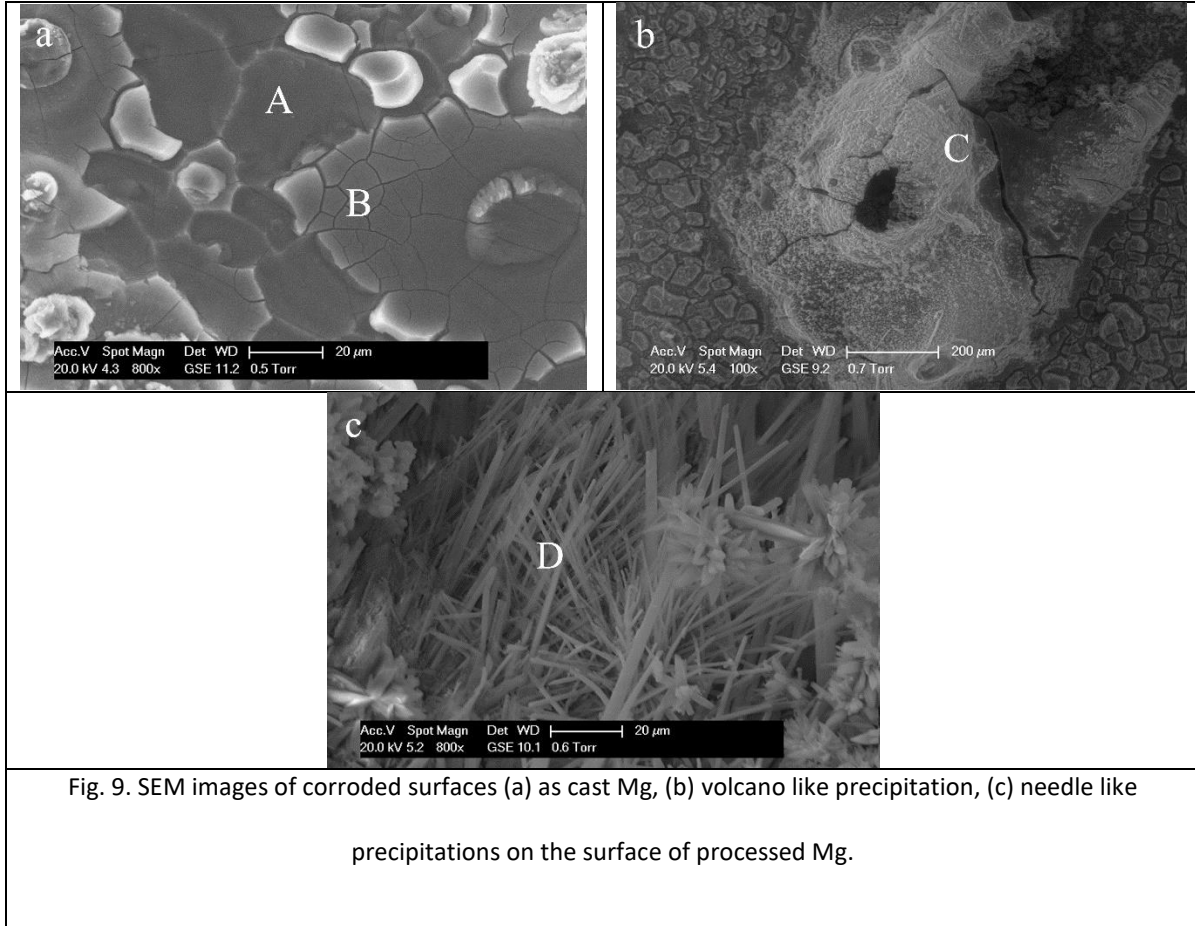 a
A
B
Acc.V Spot Magn Det WD 20 μm
20.0 kV 4.3 800x GSE 11.2 0.5 Torr
b
C
Acc.V Spot Magn Det WD 200 μm
20.0 kV 5.4 100x GSE 9.2 0.7 Torr
c
D
Acc.V Spot Magn Det WD 20 μm
20.0 kV 5.2 800x GSE 10.1 0.6 Torr
Fig. 9. SEM images of corroded surfaces (a) as cast Mg, (b) volcano like precipitation, (c) needle like
precipitations on the surface of processed Mg.